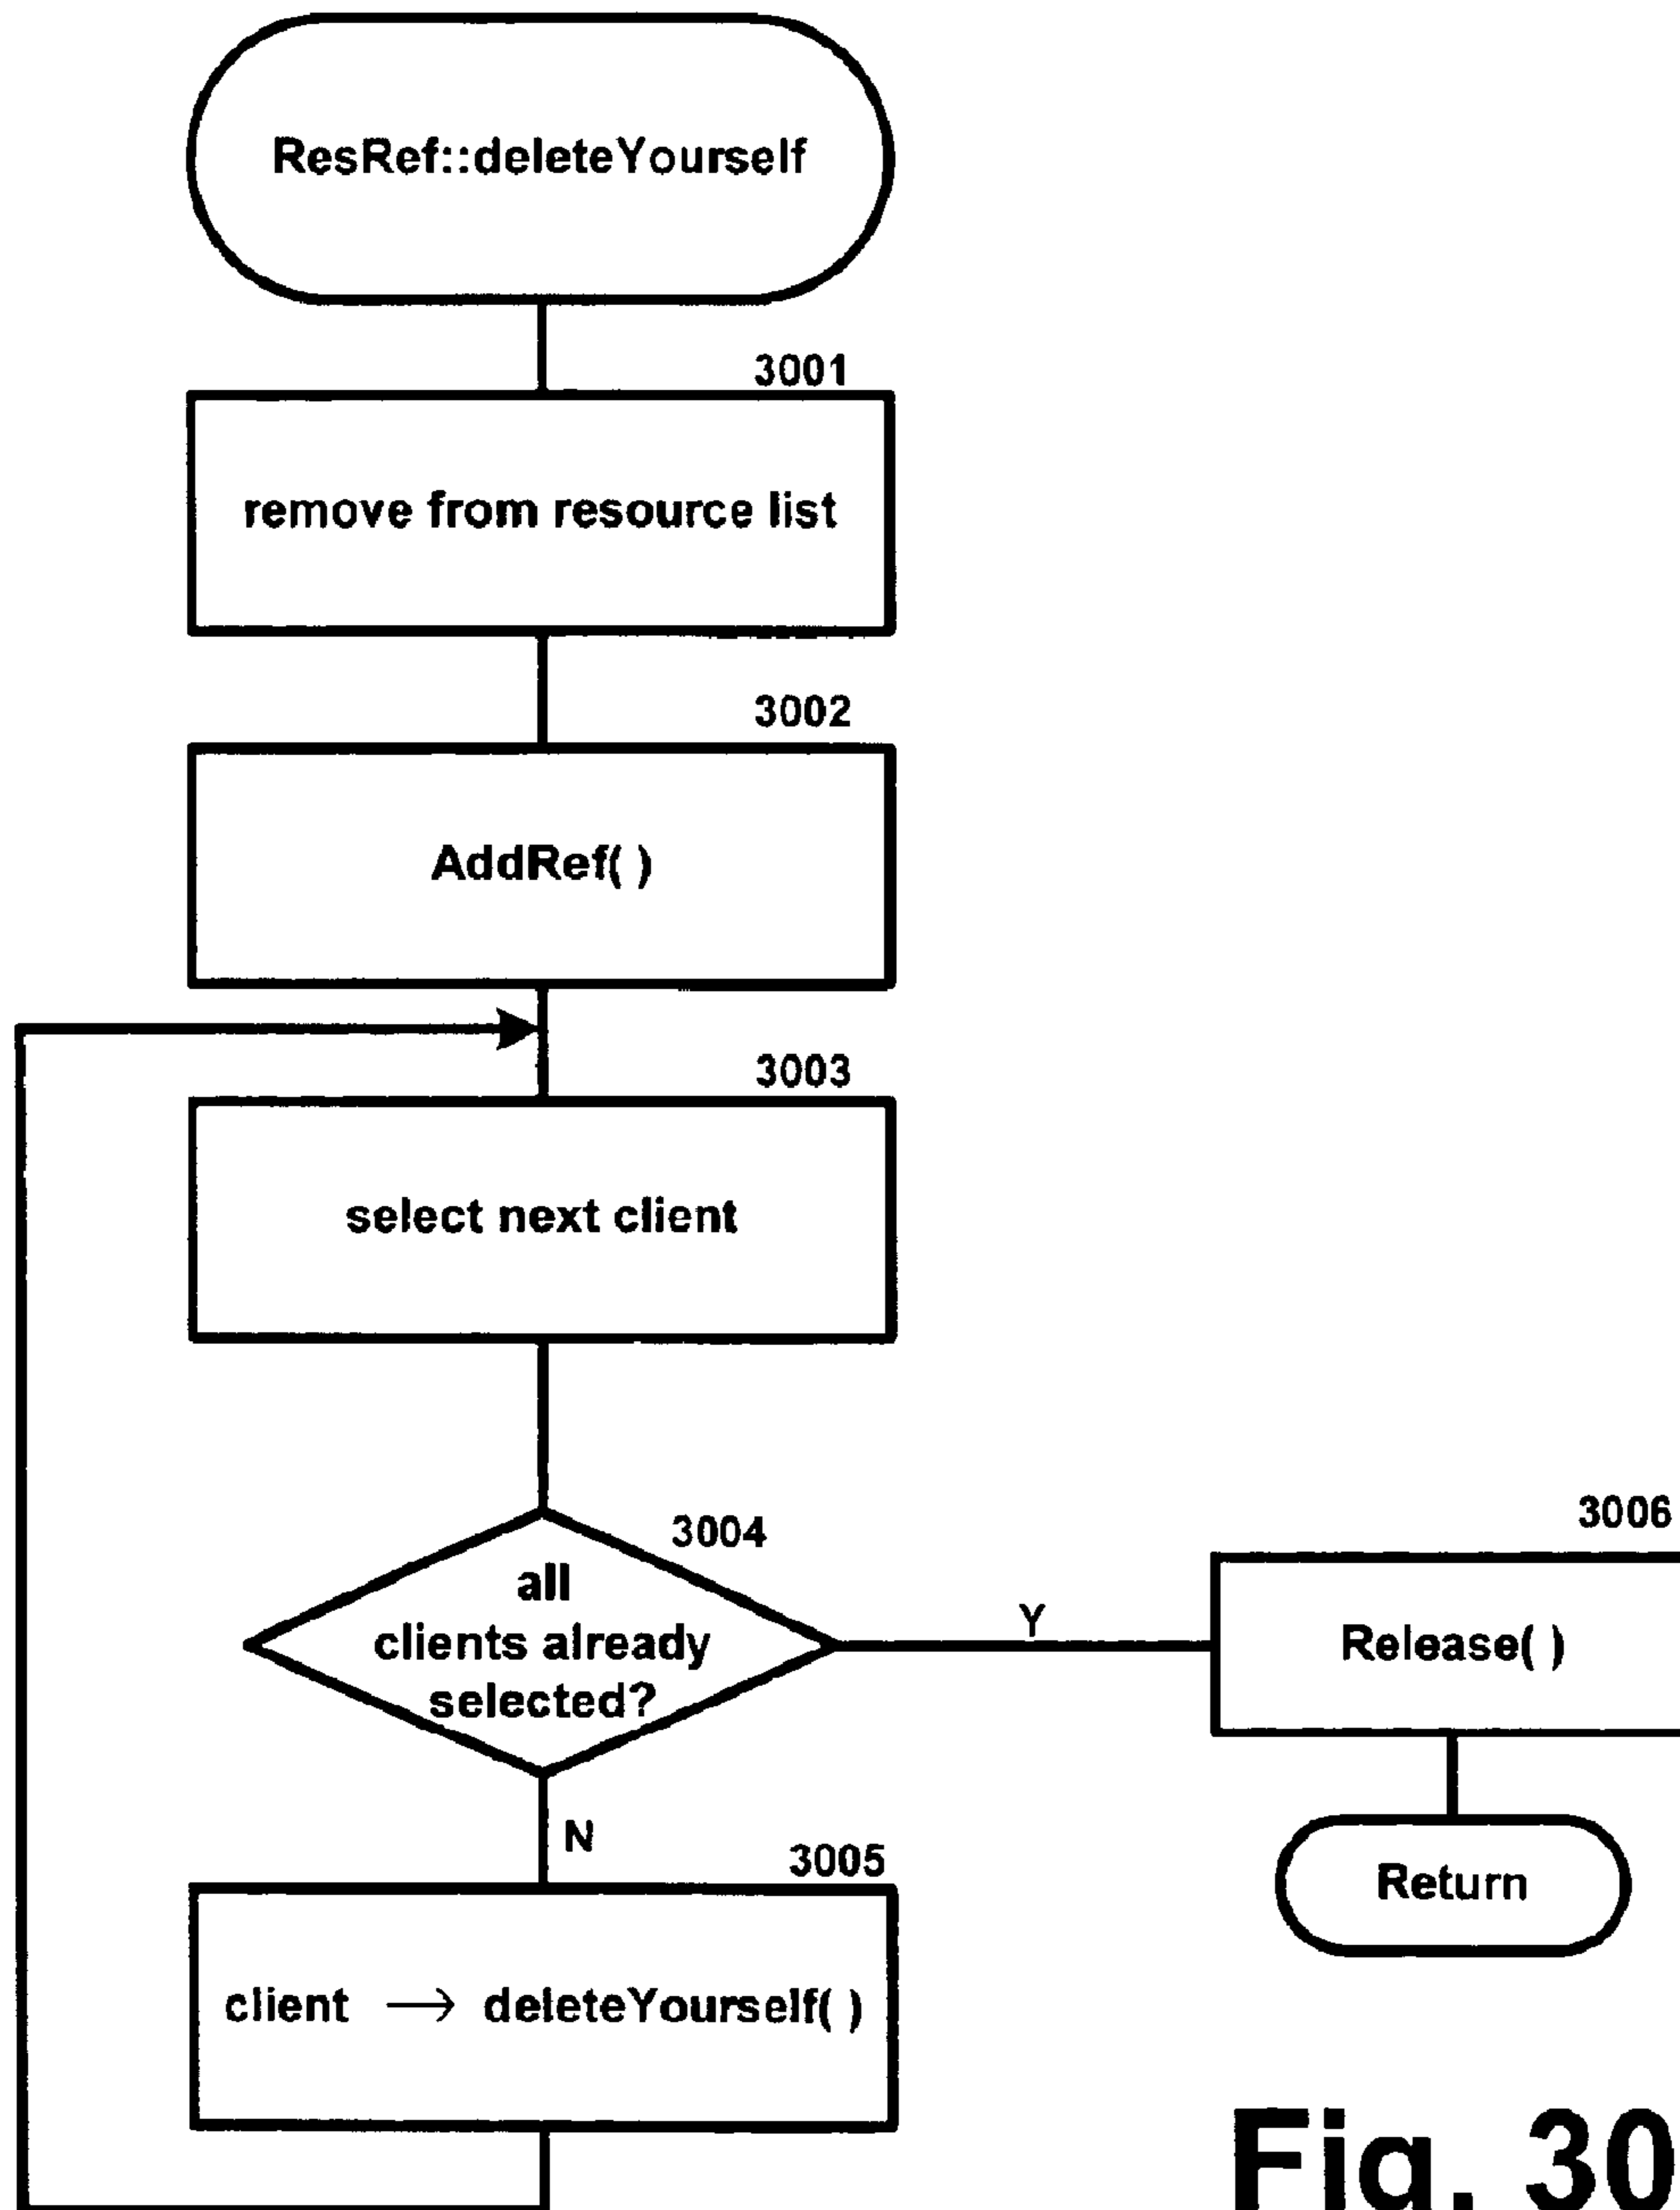 ResRef::deleteYourself
3001
remove from resource list
3002
AddRef( )
3003
select next client
3004
all
clients already
selected?
Y
3006
Release( )
Return
N
3005
client → deleteYourself( )
Fig. 30